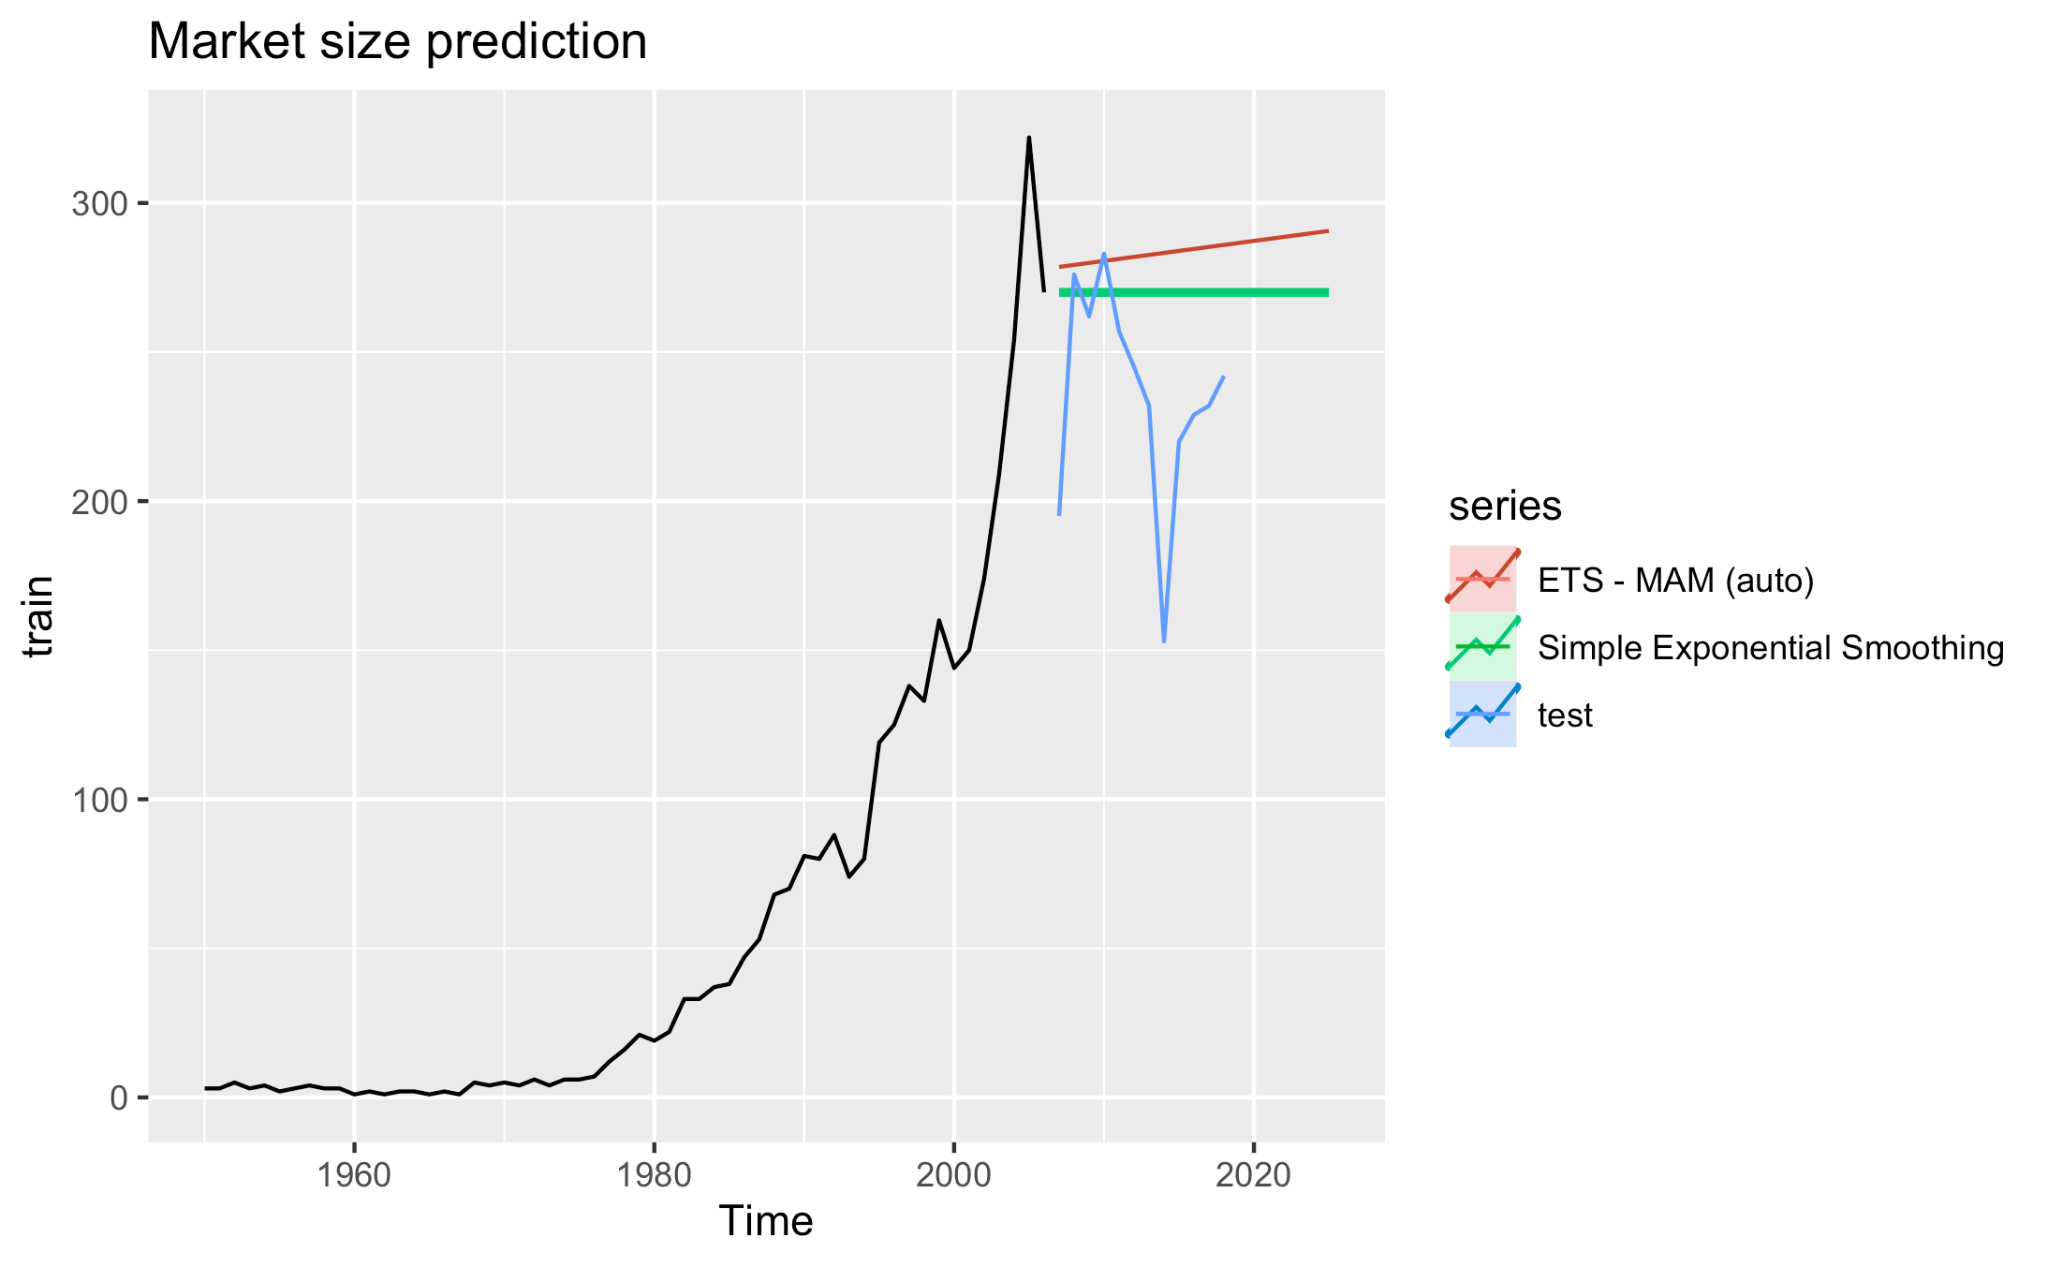 Market size prediction
300
200
100
0
train
1960
1980
2000
2020
Time
series
ETS - MAM (auto)
Simple Exponential Smoothing
test